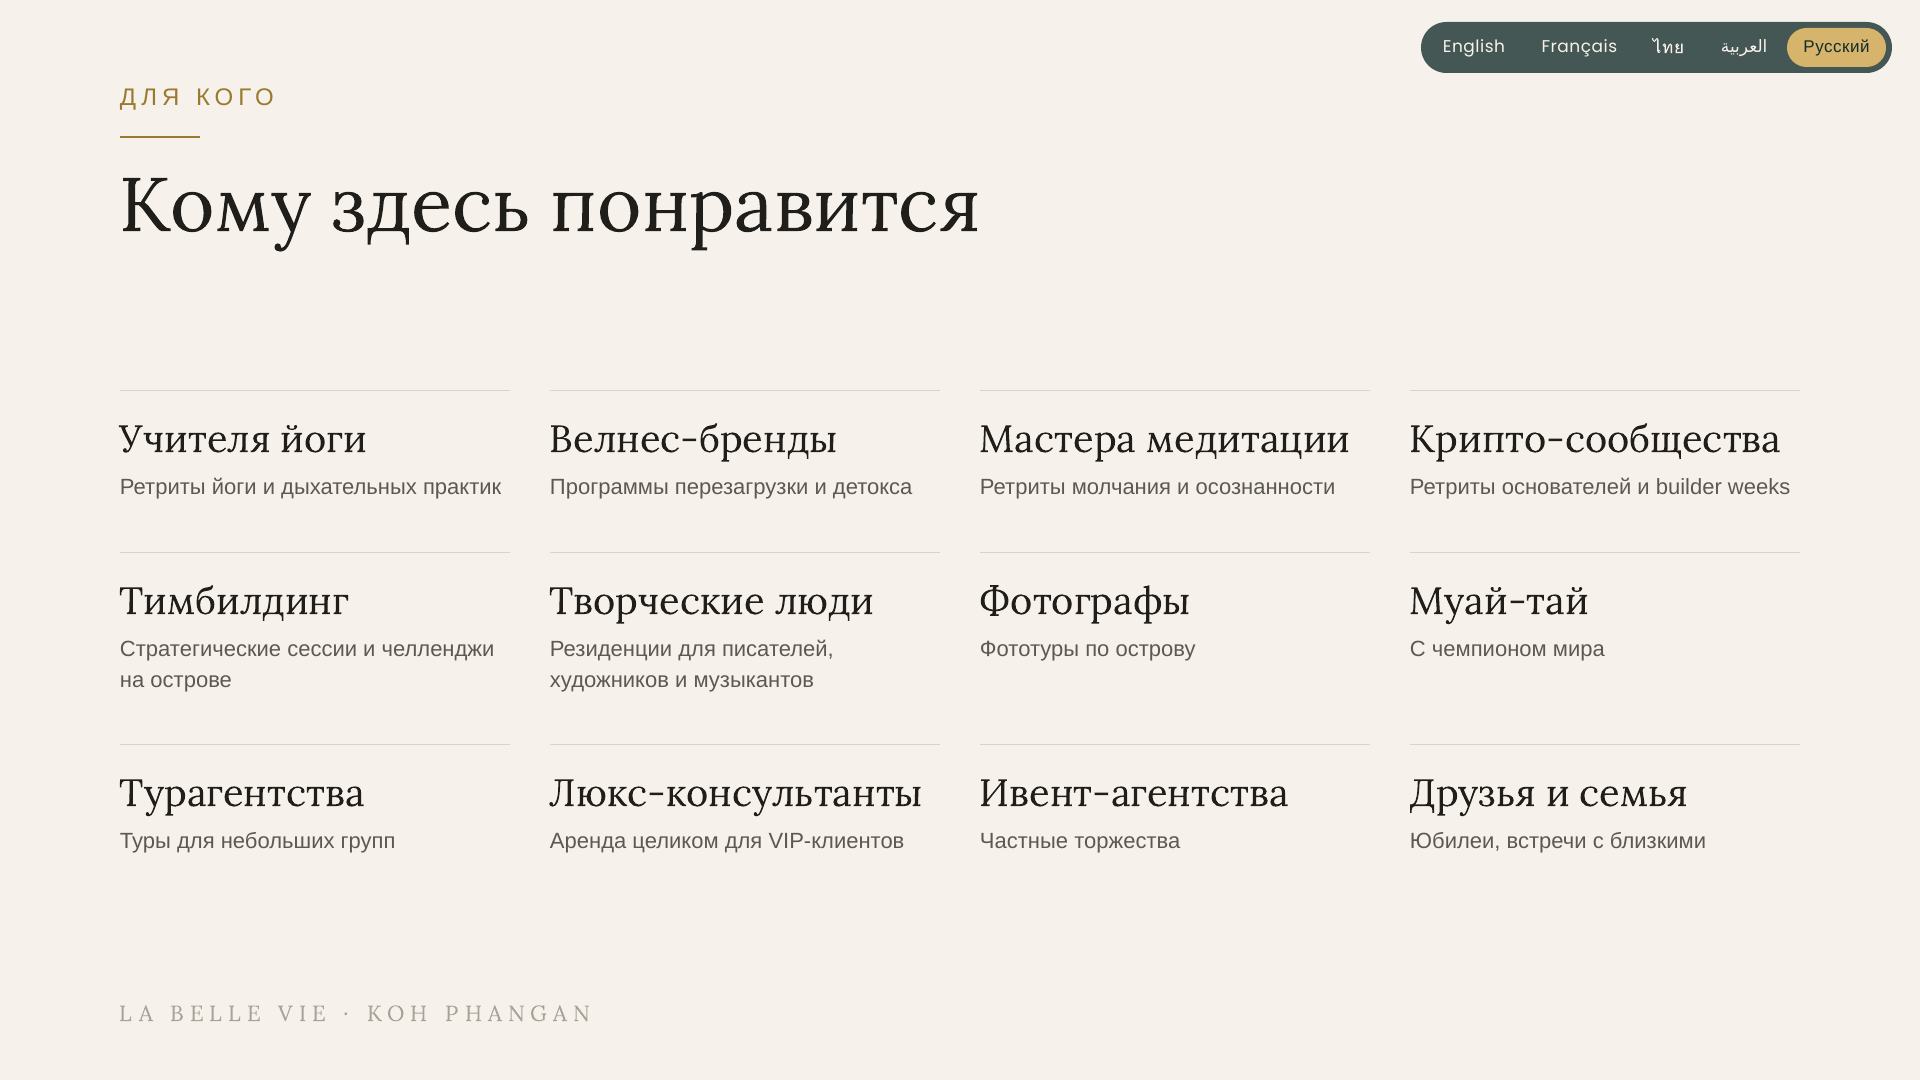 English Français ไทย العربية Русский
ДЛЯ КОГО
Кому здесь понравится
Учителя йоги
Ретриты йоги и дыхательных практик
Велнес-бренды
Программы перезагрузки и детокса
Мастера медитации
Ретриты молчания и осознанности
Крипто-сообщества
Ретриты основателей и builder weeks
Тимбилдинг
Стратегические сессии и челленджи
на острове
Творческие люди
Резиденции для писателей,
художников и музыкантов
Фотографы
Фототуры по острову
Муай-тай
С чемпионом мира
Турагентства
Туры для небольших групп
Люкс-консультанты
Аренда целиком для VIP-клиентов
Ивент-агентства
Частные торжества
Друзья и семья
Юбилеи, встречи с близкими
LA BELLE VIE · KOH PHANGAN